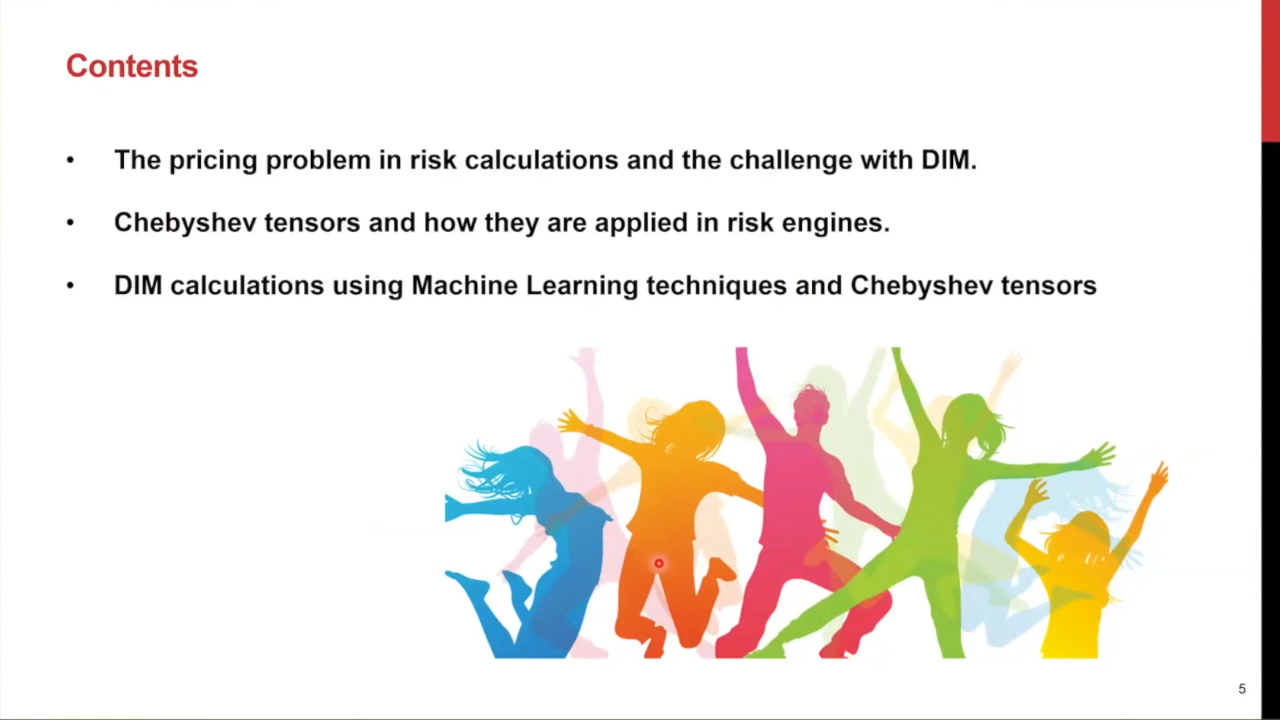 Contents
• The pricing problem in risk calculations and the challenge with DIM.
• Chebyshev tensors and how they are applied in risk engines.
• DIM calculations using Machine Learning techniques and Chebyshev tensors
5